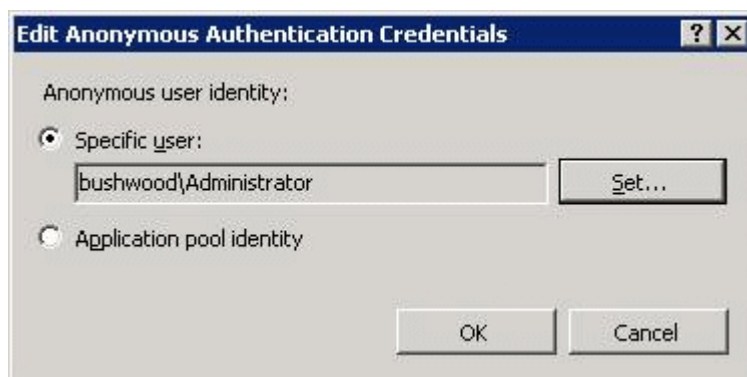 Edit Anonymous Authentication Credentials ? X
Anonymous user identity:
Specific user:
bushwood\Administrator Set...
Application pool identity
OK Cancel